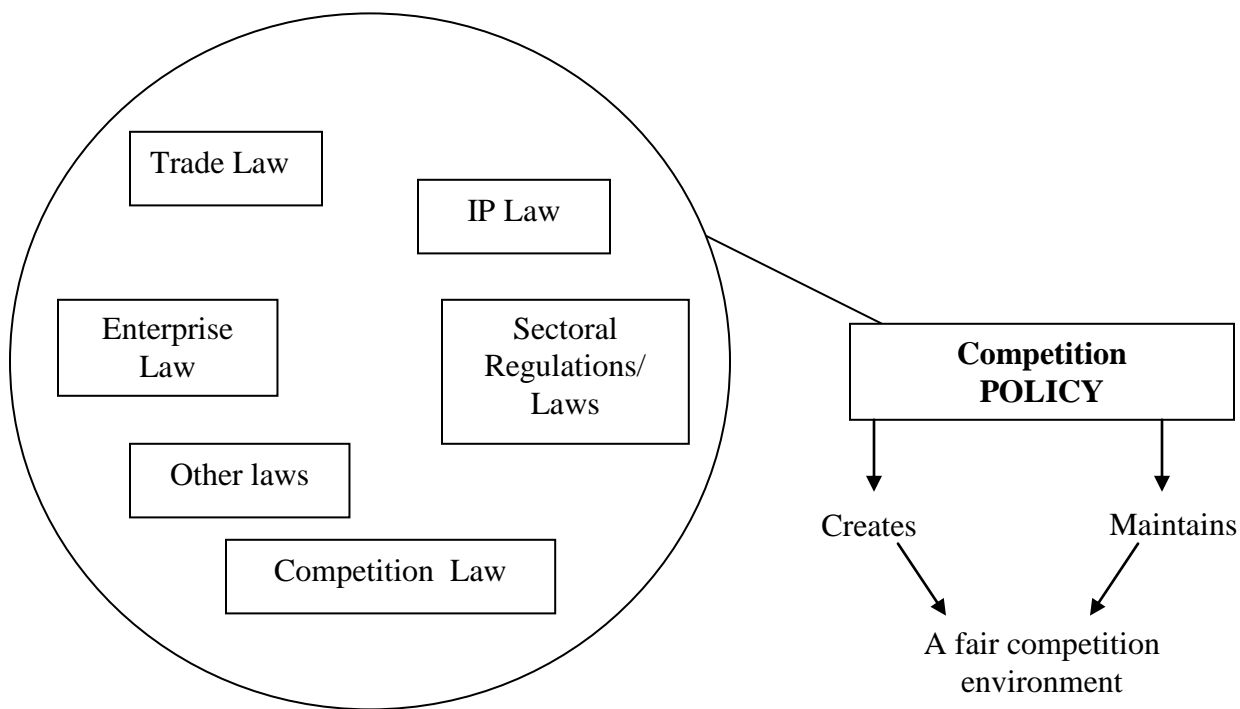 Trade Law
IP Law
Enterprise
Law
Sectoral
Regulations/
Laws
Other laws
Competition Law
Competition
POLICY
Creates
Maintains
A fair competition
environment